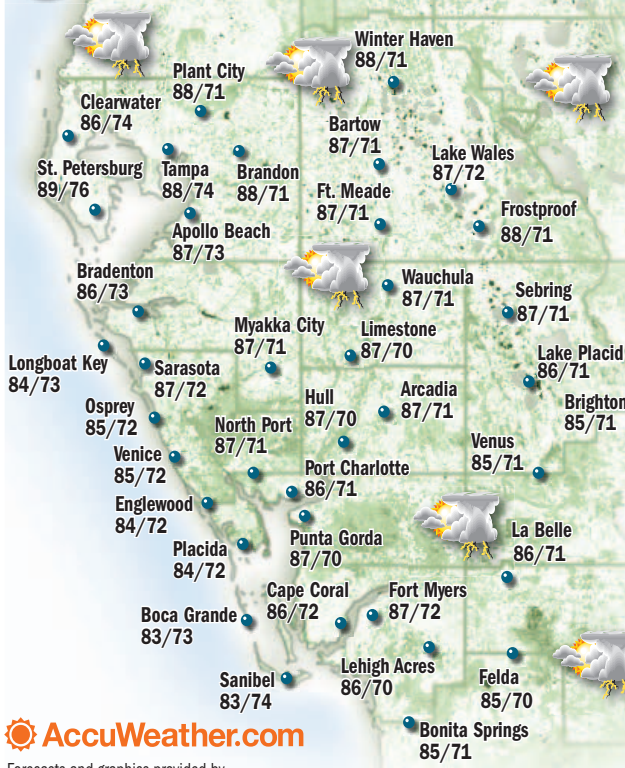 Winter Haven
88/71
Plant City
88/71
Clearwater
86/74
Bartow
87/71
Lake Wales
87/72
St. Petersburg
89/76
Tampa
88/74
Brandon
88/71
Ft. Meade
87/71
Frostproof
88/71
Apollo Beach
87/73
Bradenton
86/73
Wauchula
87/71
Sebring
87/71
Myakka City
87/71
Limestone
87/70
Longboat Key
84/73
Sarasota
87/72
Lake Placid
86/71
Osprey
85/72
Hull
87/70
Arcadia
87/71
Brighton
85/71
North Port
87/71
Venus
85/71
Venice
85/72
Port Charlotte
86/71
Englewood
84/72
Punta Gorda
87/70
La Belle
86/71
Placida
84/72
Cape Coral
86/72
Fort Myers
87/72
Boca Grande
83/73
Lehigh Acres
86/70
Felda
85/70
Sanibel
83/74
Bonita Springs
85/71
AccuWeather.com
Forecasts and graphics provided by